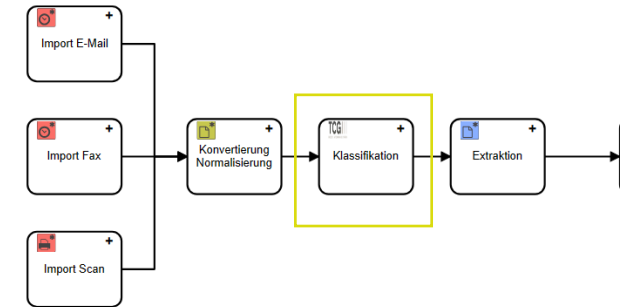 Import E-Mail
Import Fax
Konvertierung
Normalisierung
TCG
Klassifikation
Extraktion
Import Scan